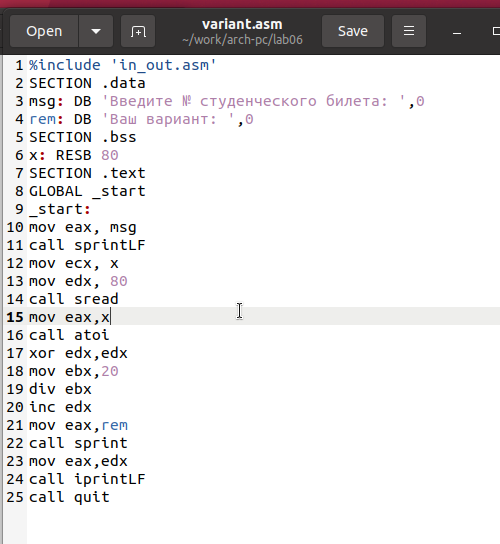 Open
variant.asm
~/work/arch-pc/lab06
Save
1 %include 'in_out.asm'
2 SECTION .data
3 msg: DB 'Введите № студенческого билета: ',0
4 rem: DB 'Ваш вариант: ',0
5 SECTION .bss
6 x: RESB 80
7 SECTION .text
8 GLOBAL _start
9 _start:
10 mov eax, msg
11 call sprintLF
12 mov ecx, x
13 mov edx, 80
14 call sread
15 mov eax,x
16 call atoi
17 xor edx,edx
18 mov ebx,20
19 div ebx
20 inc edx
21 mov eax,rem
22 call sprint
23 mov eax,edx
24 call iprintLF
25 call quit